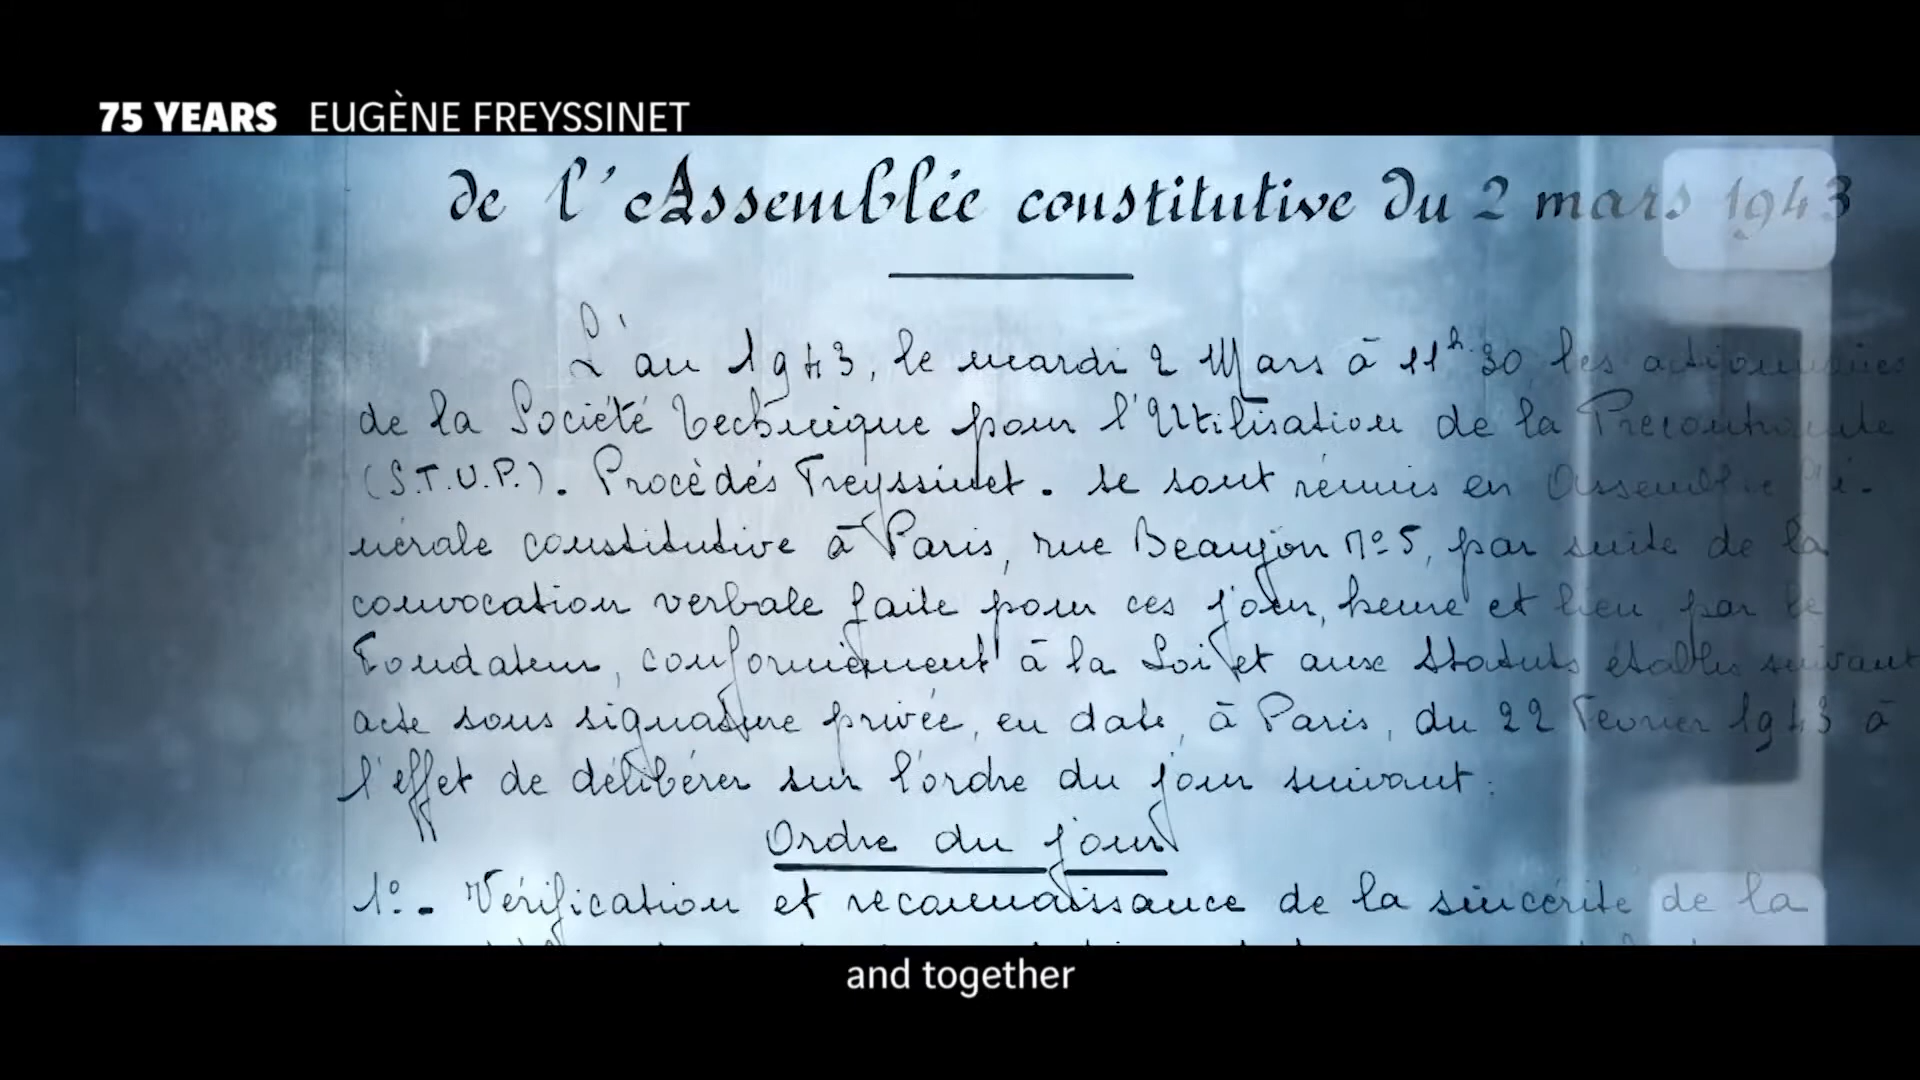 75 YEARS EUGÈNE FREYSSINET
de l'Assemblée constitutive du 2 mars 1943
L'an 1943, le mardi 2 Mars à 11h.30, les actionnaires
de la Société Technique pour l'Utilisation de la Précontrainte
(S.T.U.P.). Procédés Freyssinet. se sont réunis en Assemblée Gé-
nérale constitutive à Paris, rue Beaujon nº 5, par suite de la
convocation verbale faite pour ces jour, heure et lieu par le
Fondateur, conformément à la Loi et aux Statuts établis suivant
acte sous signature privée, en date, à Paris, du 22 Février 1943 à
l'effet de délibérer sur l'ordre du jour suivant:
Ordre du jour
1º.- Vérification et reconnaissance de la sincérité de la
and together